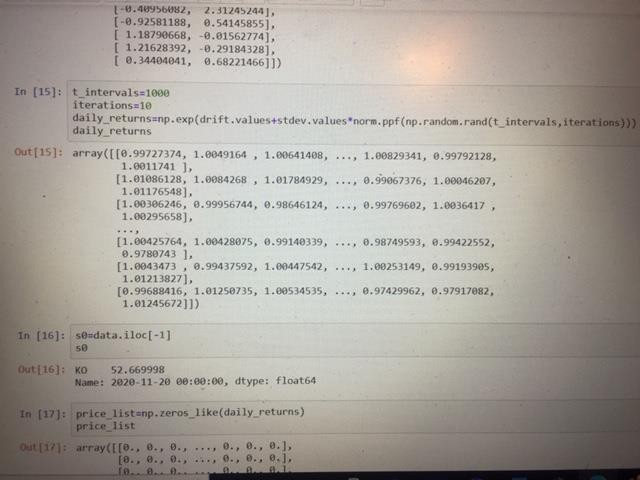 [-0.40956082, 2.31245244],
[-0.92581188, 0.54145855],
[ 1.18790668, -0.01562774],
[ 1.21628392, -0.29184328],
[ 0.34404041, 0.68221466]])
In [15]: t_intervals=1000
iterations=10
daily_returns=np.exp(drift.values+stdev.values*norm.ppf(np.random.rand(t_intervals,iterations)))
daily_returns
Out[15]: array([[0.99727374, 1.0049164 , 1.00641408, ..., 1.00829341, 0.99792128,
1.0011741 ],
[1.01086128, 1.0084268 , 1.01784929, ..., 0.99067376, 1.00046207,
1.01176548],
[1.00306246, 0.99956744, 0.98646124, ..., 0.99769602, 1.0036417 ,
1.00295658],
...,
[1.00425764, 1.00428075, 0.99140339, ..., 0.98749593, 0.99422552,
0.9780743 ],
[1.0043473 , 0.99437592, 1.00447542, ..., 1.00253149, 0.99193905,
1.01213827],
[0.99688416, 1.01250735, 1.00534535, ..., 0.97429962, 0.97917082,
1.01245672]])
In [16]: s0=data.iloc[-1]
s0
Out[16]: KO 52.669998
Name: 2020-11-20 00:00:00, dtype: float64
In [17]: price_list=np.zeros_like(daily_returns)
price_list
Out[17]: array([[0., 0., 0., ..., 0., 0., 0.],
[0., 0., 0., ..., 0., 0., 0.],
[0., 0., 0., ..., 0., 0., 0.],